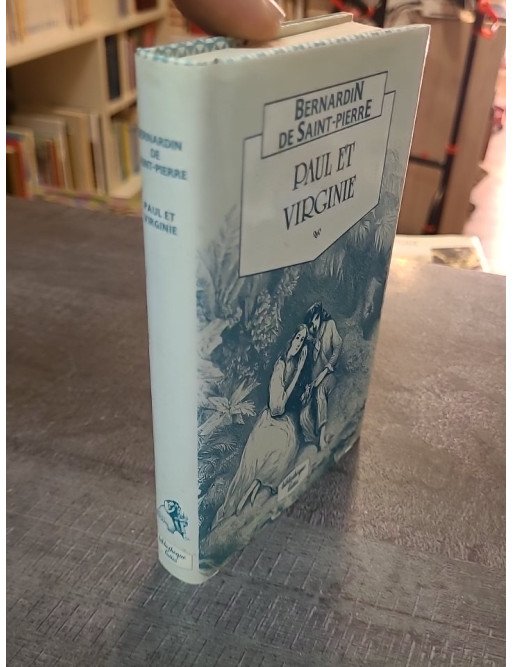 BERNARDIN
DE
SAINT-PIERRE
PAUL ET
VIRGINIE
BERNARDIN
DE SAINT-PIERRE
PAUL ET
VIRGINIE